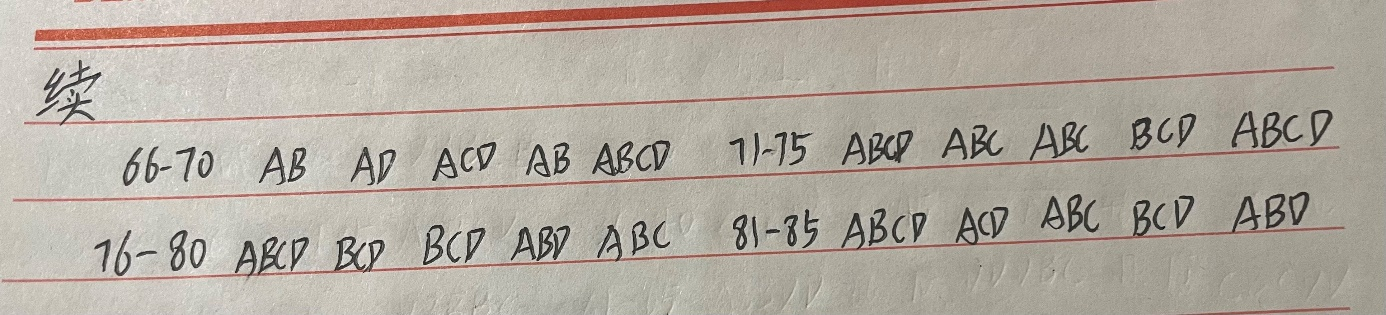 续
66-70 AB AD ACD AB ABCD 71-75 ABCD ABC ABC BCD ABCD
76-80 ABCD BCD BCD ABD ABC 81-85 ABCD ACD ABC BCD ABD